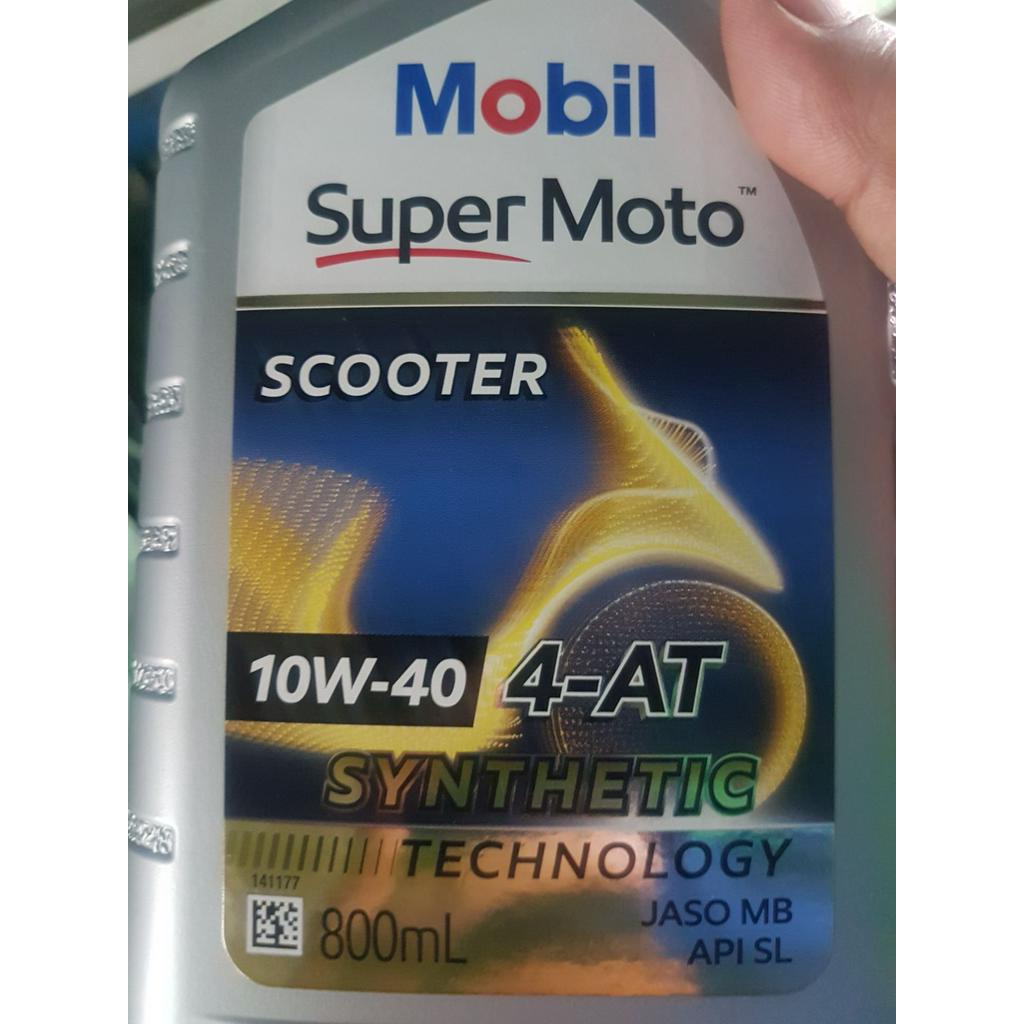 Mobil
Super Moto™
SCOOTER
10W-40 4-AT
SYNTHETIC
TECHNOLOGY
141177
800mL
JASO MB
API SL